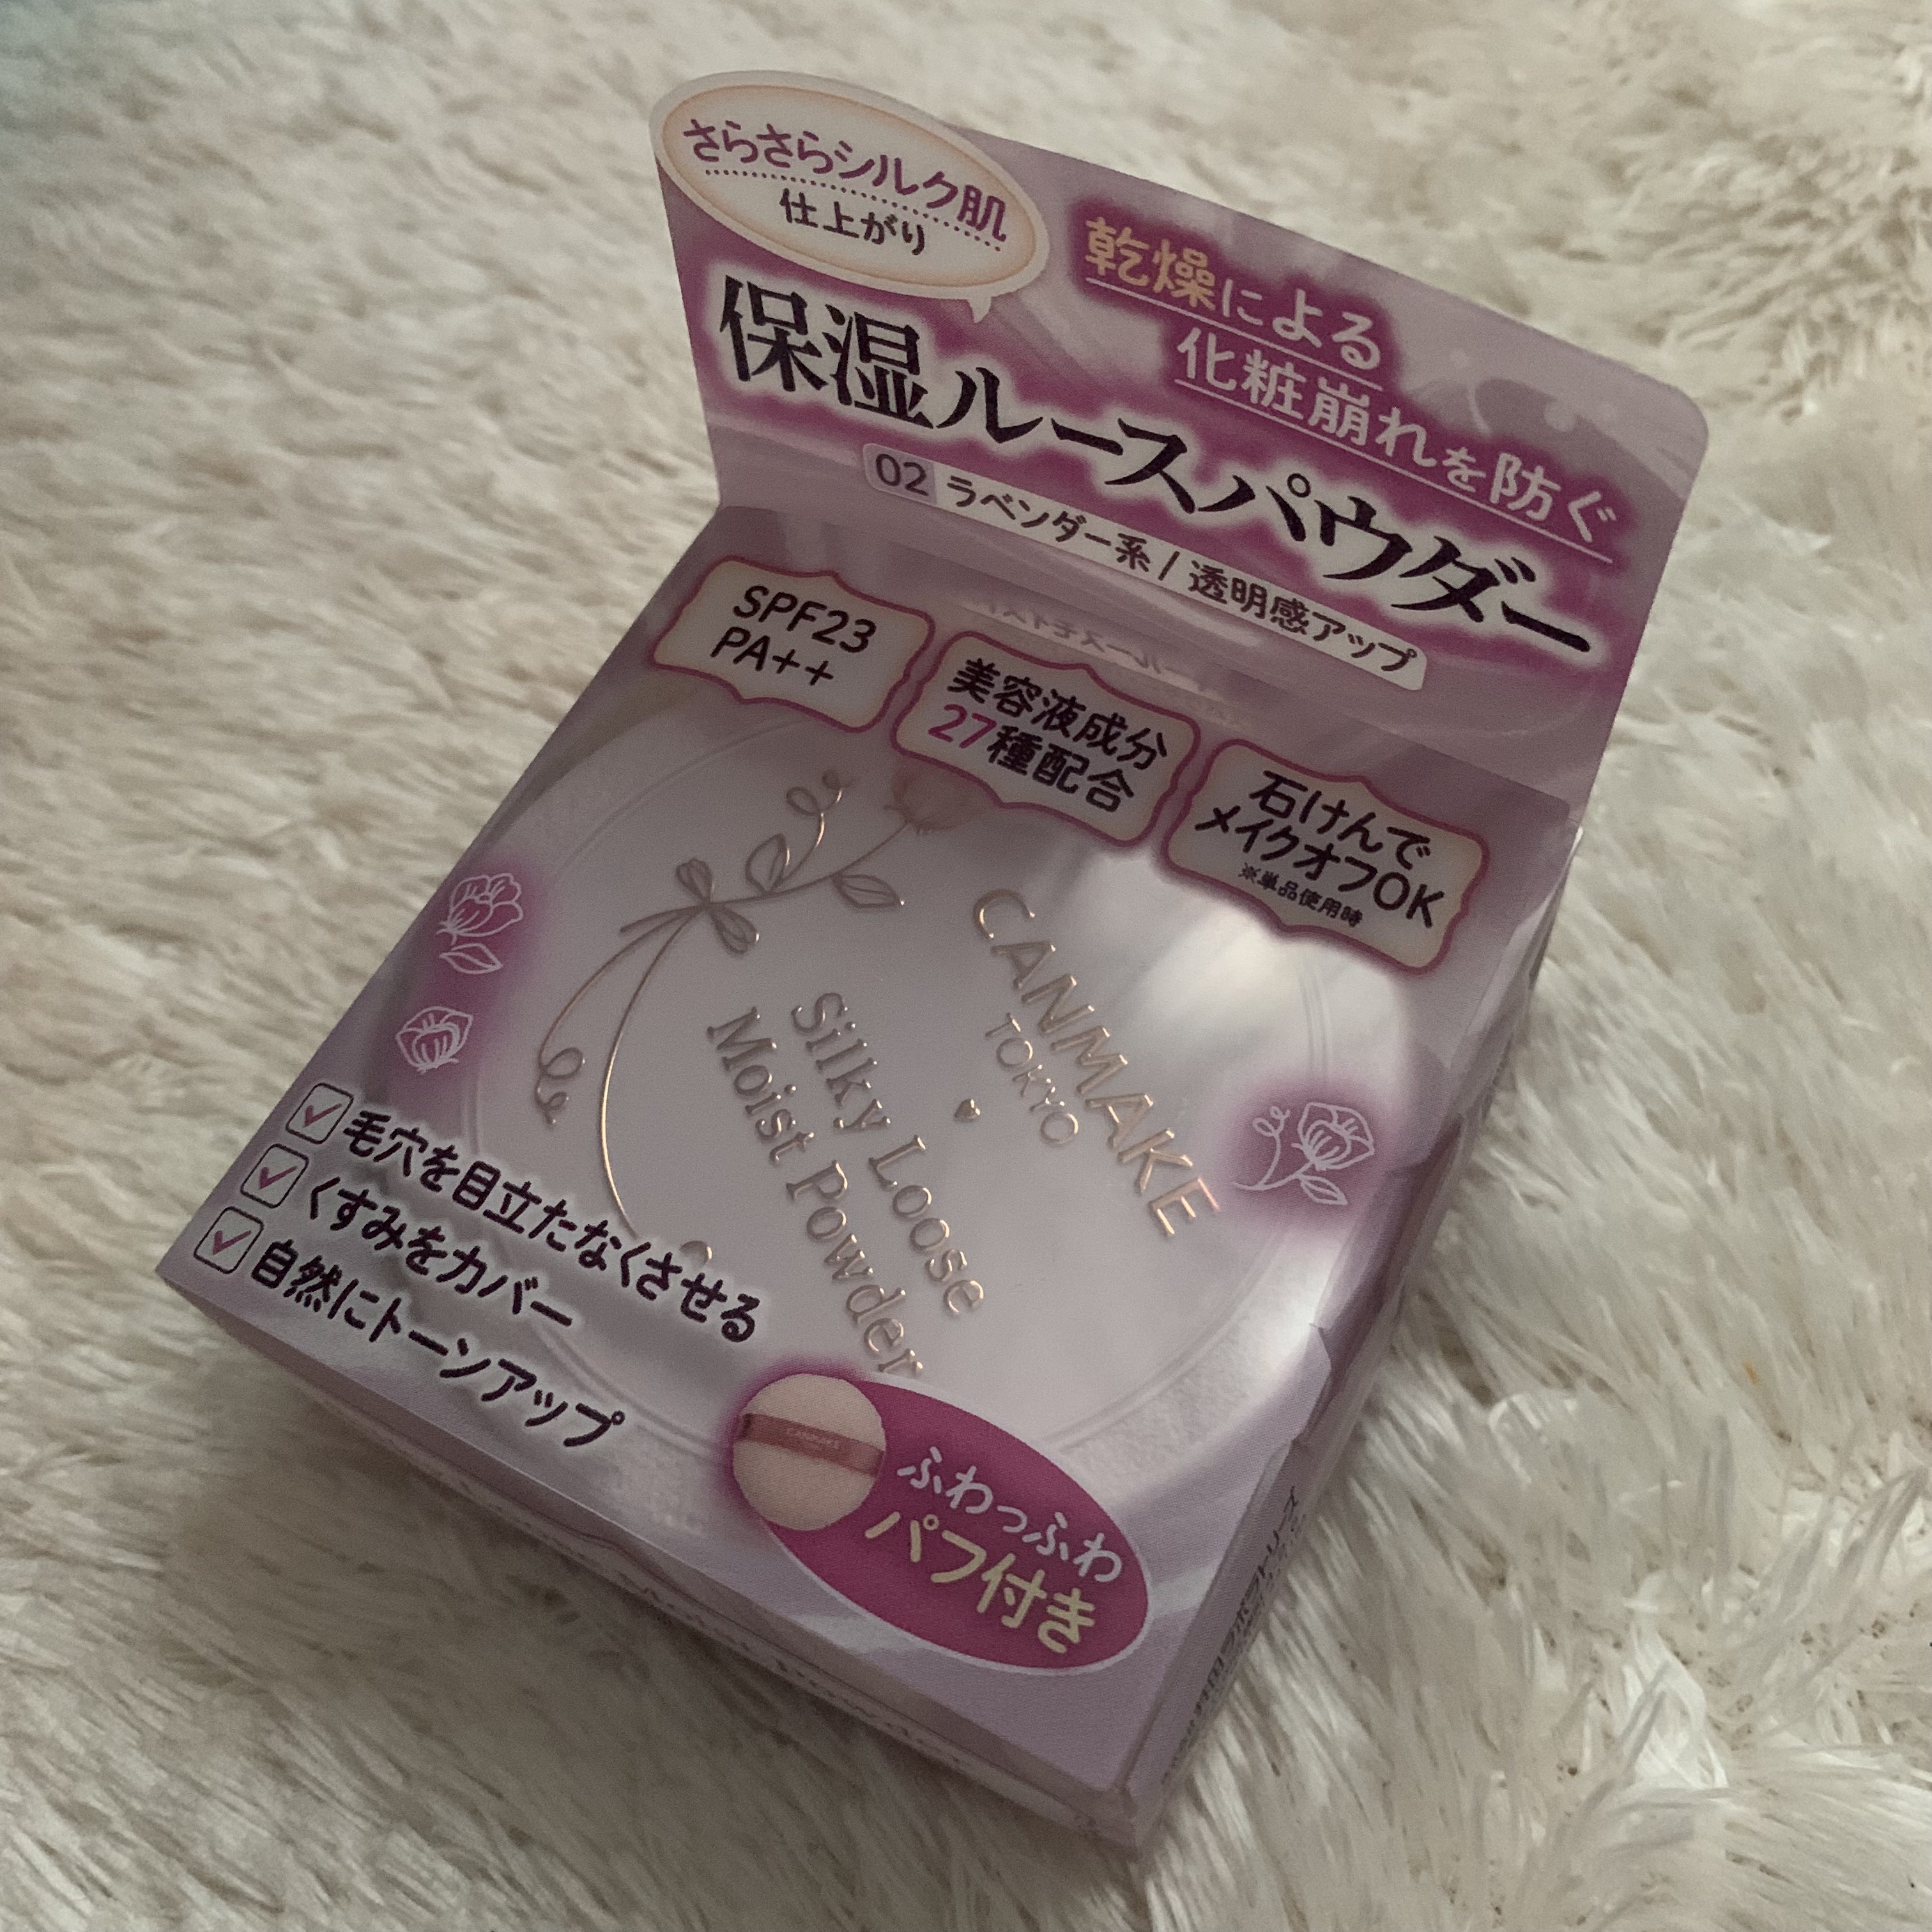 さらさらシルク肌
仕上がり
乾燥による
化粧崩れを防ぐ
保湿ルースパウダー
02 ラベンダー系 / 透明感アップ
SPF23
PA++
美容液成分
27種配合
石けんで
メイクオフOK
※単品使用時
CANMAKE
TOKYO
Silky Loose
Moist Powder
毛穴を目立たなくさせる
くすみをカバー
自然にトーンアップ
CANMAKE
ふわっふわ
パフ付き